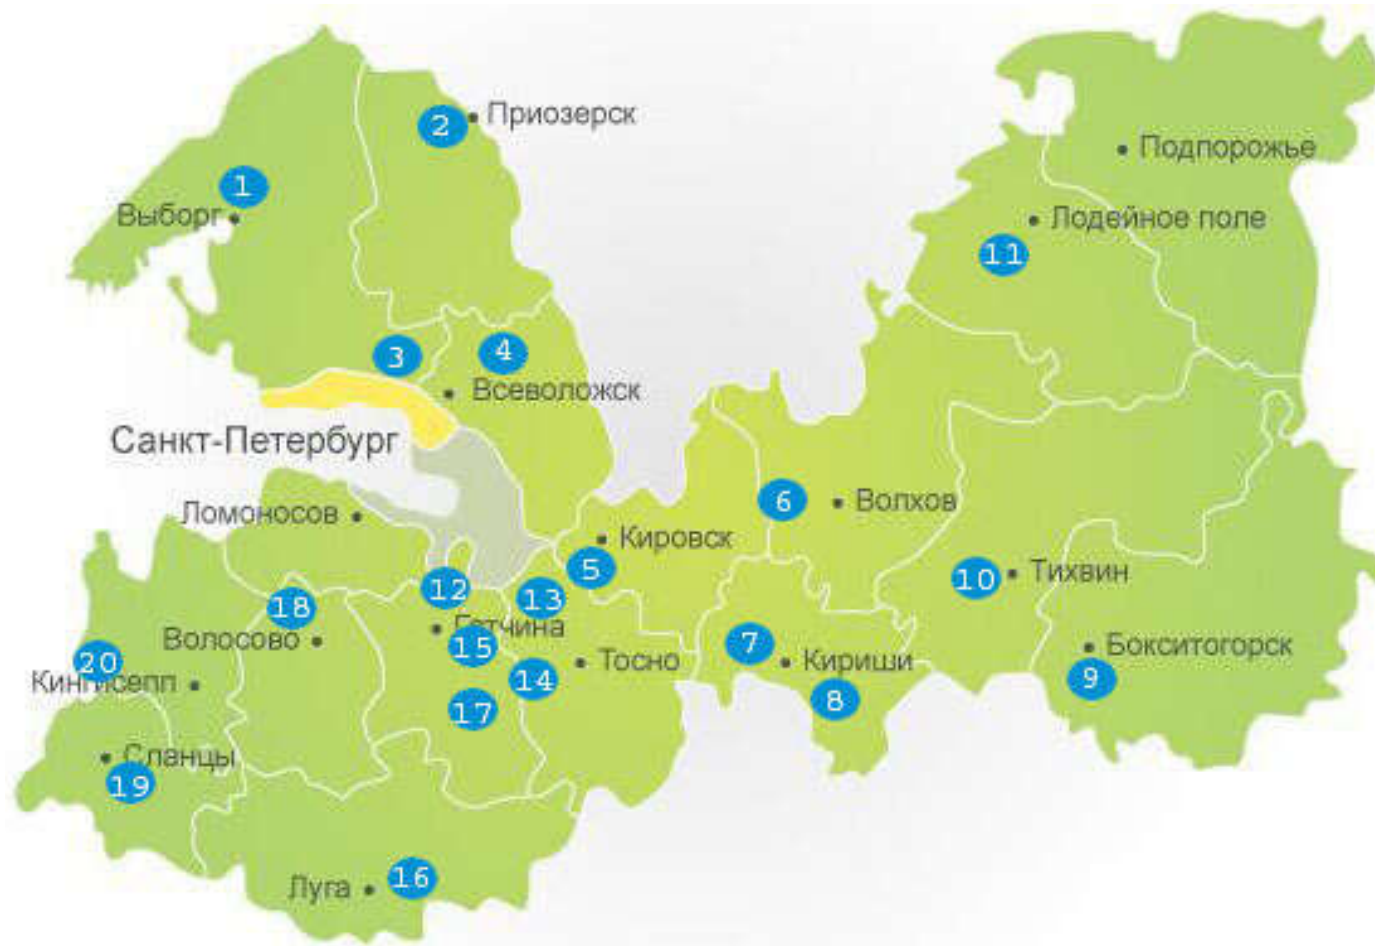 2 Приозерск
Подпорожье
1
Выборг
Лодейное поле
11
3
4
Всеволожск
Санкт-Петербург
6 Волхов
Ломоносов
Кировск
5
10 Тихвин
12
13
18
Гатчина
Волосово
15
7
Кириши
Бокситогорск
20
Тосно
14
9
Кингисепп
17
8
Сланцы
19
Луга 16